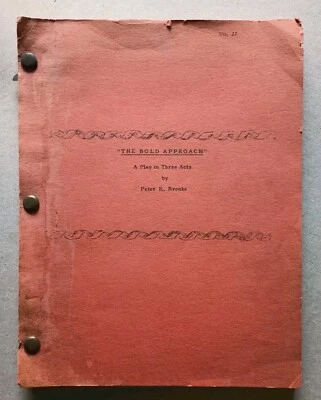 No. 27
"THE BOLD APPROACH"
A Play in Three Acts
by
Peter K. Brooks